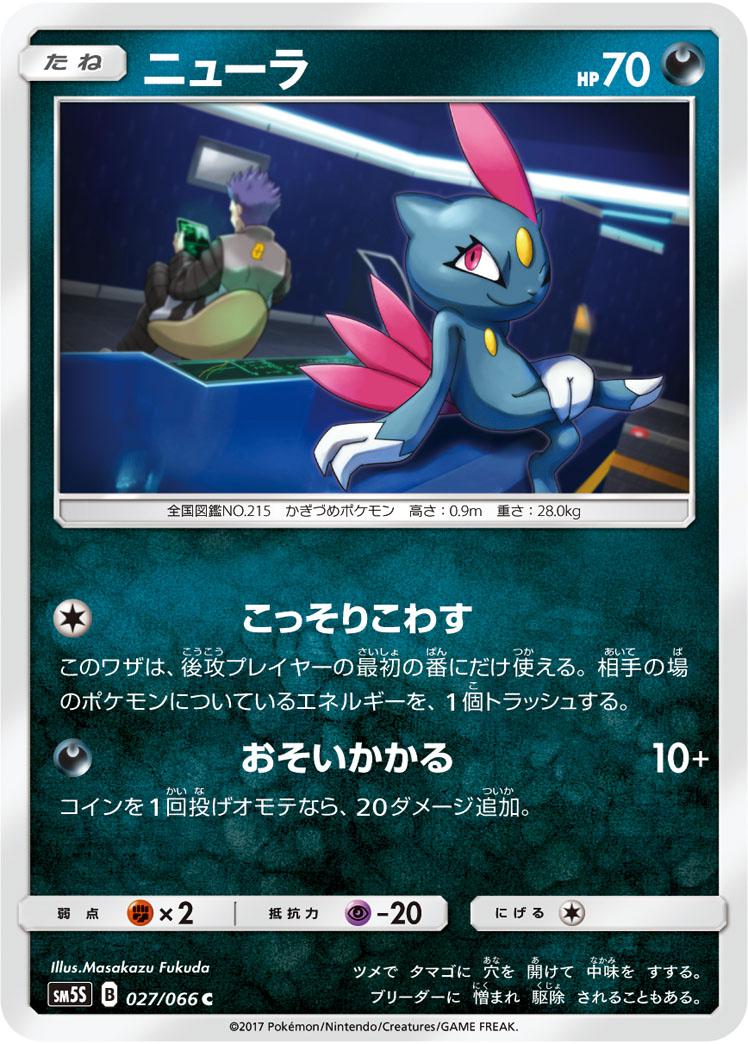 たね ニューラ HP70
全国図鑑NO.215 かぎづめポケモン 高さ:0.9m 重さ:28.0kg
こっそりこわす
このワザは、後攻プレイヤーの最初の番にだけ使える。相手の場
のポケモンについているエネルギーを、1個トラッシュする。
おそいかかる 10+
コインを1回投げオモテなら、20ダメージ追加。
弱点 ×2 抵抗力 -20 にげる
Illus.Masakazu Fukuda
ツメで タマゴに 穴を 開けて 中味を すする。
ブリーダーに 憎まれ 駆除 されることもある。
SM5S B 027/066 C
©2017 Pokémon/Nintendo/Creatures/GAME FREAK.